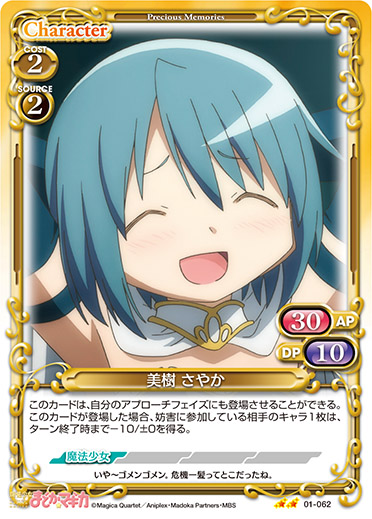 Precious Memories
Character
COST
2
SOURCE
2
30 AP
DP 10
美樹 さやか
このカードは、自分のアプローチフェイズにも登場させることができる。
このカードが登場した場合、妨害に参加している相手のキャラ1枚は、
ターン終了時まで−10/±0を得る。
魔法少女
いや〜ゴメンゴメン。危機一髪ってとこだったね。
まどか☆マギカ
©Magica Quartet／Aniplex・Madoka Partners・MBS
01-062